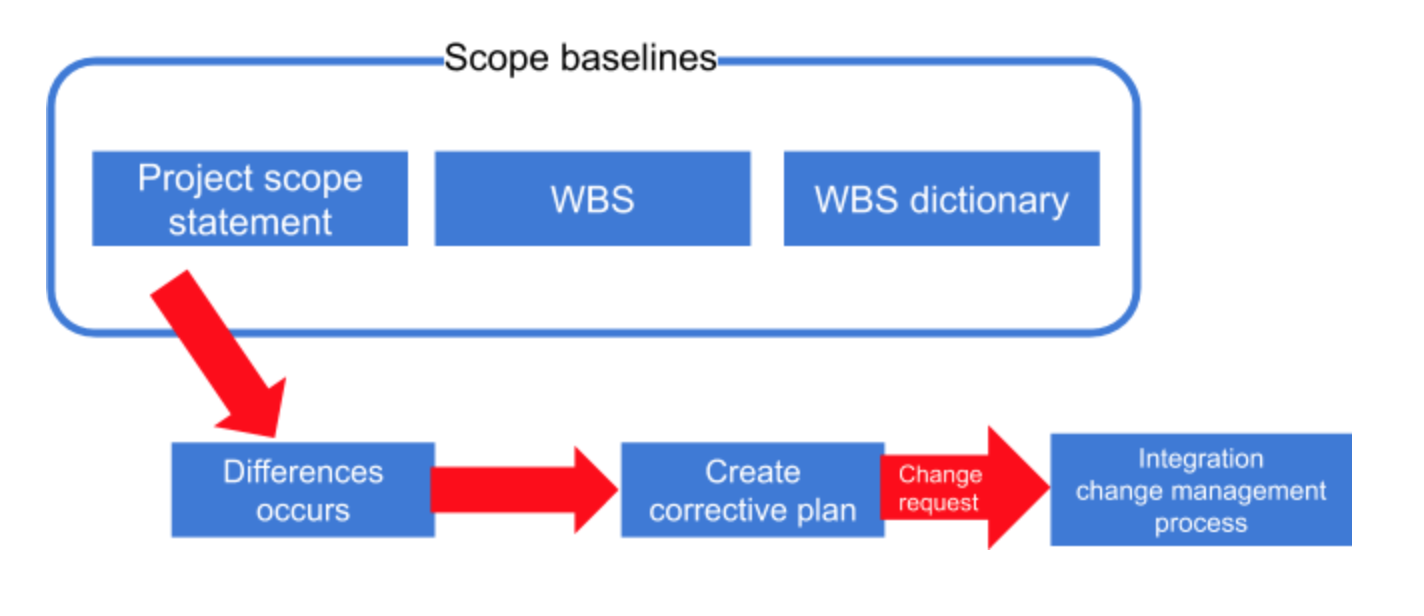 Scope baselines
Project scope
statement
WBS
WBS dictionary
Differences
occurs
Create
corrective plan
Change
request
Integration
change management
process